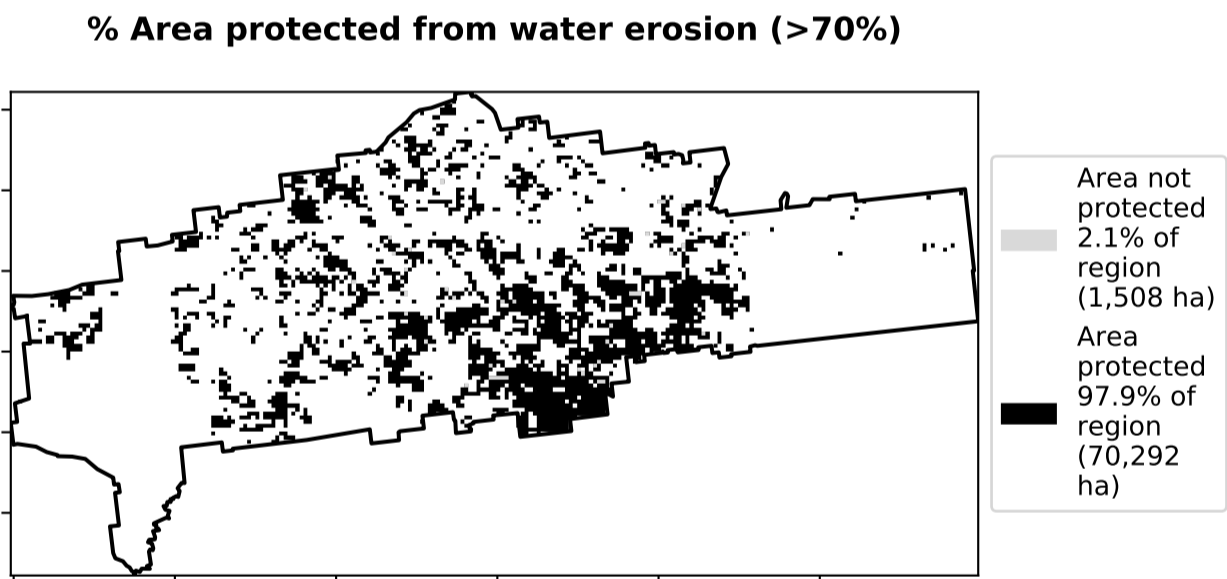 % Area protected from water erosion (>70%)
Area not
protected
2.1% of
region
(1,508 ha)
Area
protected
97.9% of
region
(70,292
ha)